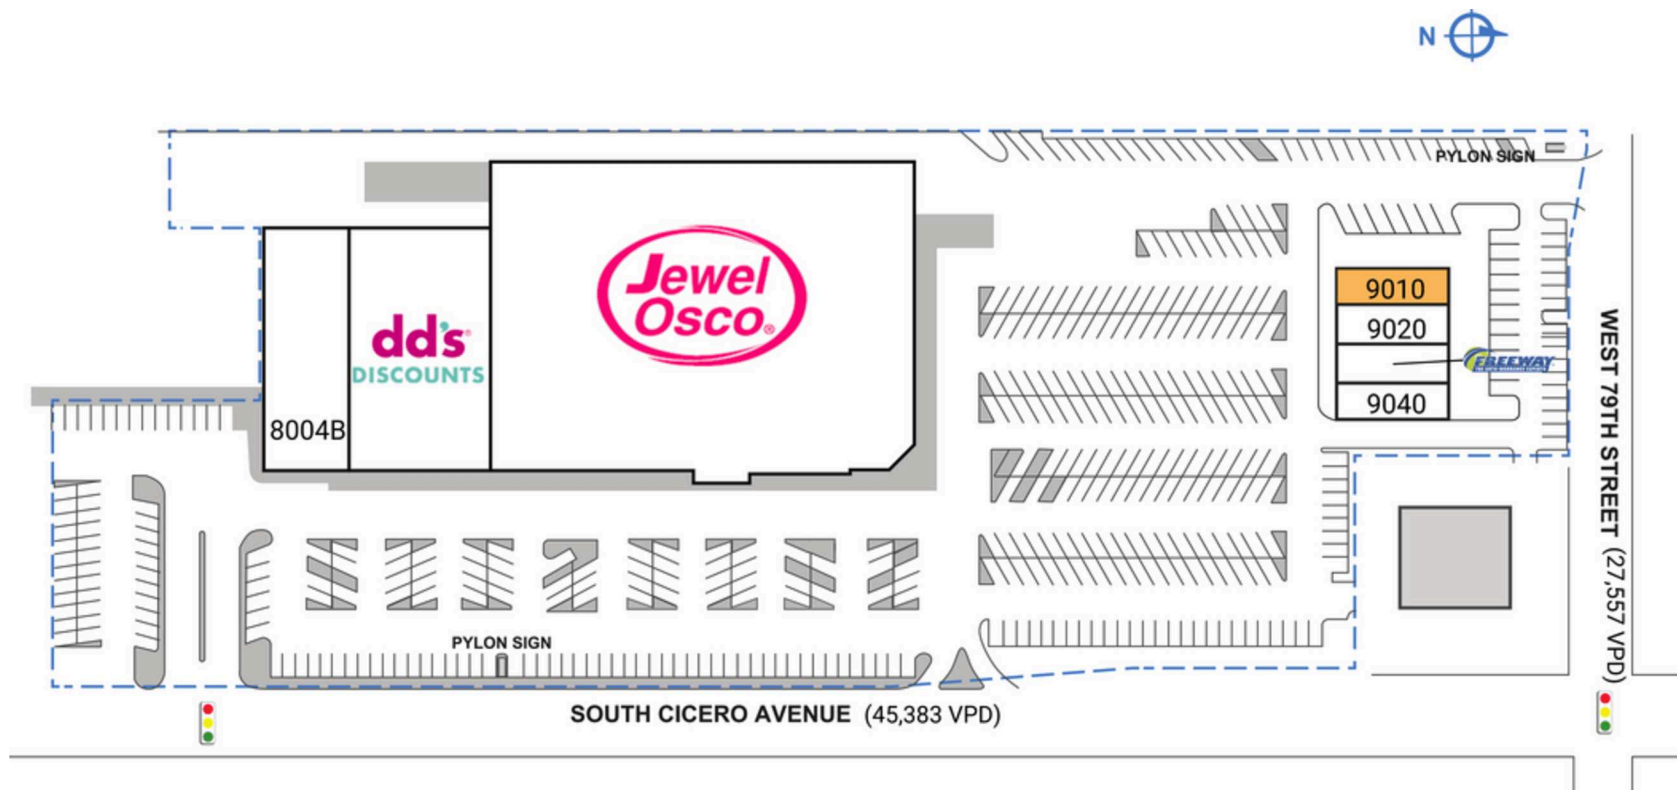 N
PYLON SIGN
Jewel
Osco®
dd's
DISCOUNTS
8004B
9010
9020
FREEWAY
9040
WEST 79TH STREET (27,557 VPD)
PYLON SIGN
SOUTH CICERO AVENUE (45,383 VPD)